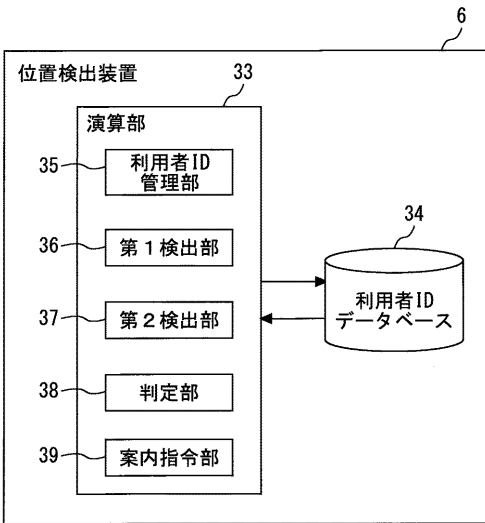 6
位置検出装置
33
演算部
35
利用者ID
管理部
34
36
第1検出部
利用者ID
データベース
37
第2検出部
38
判定部
39
案内指令部